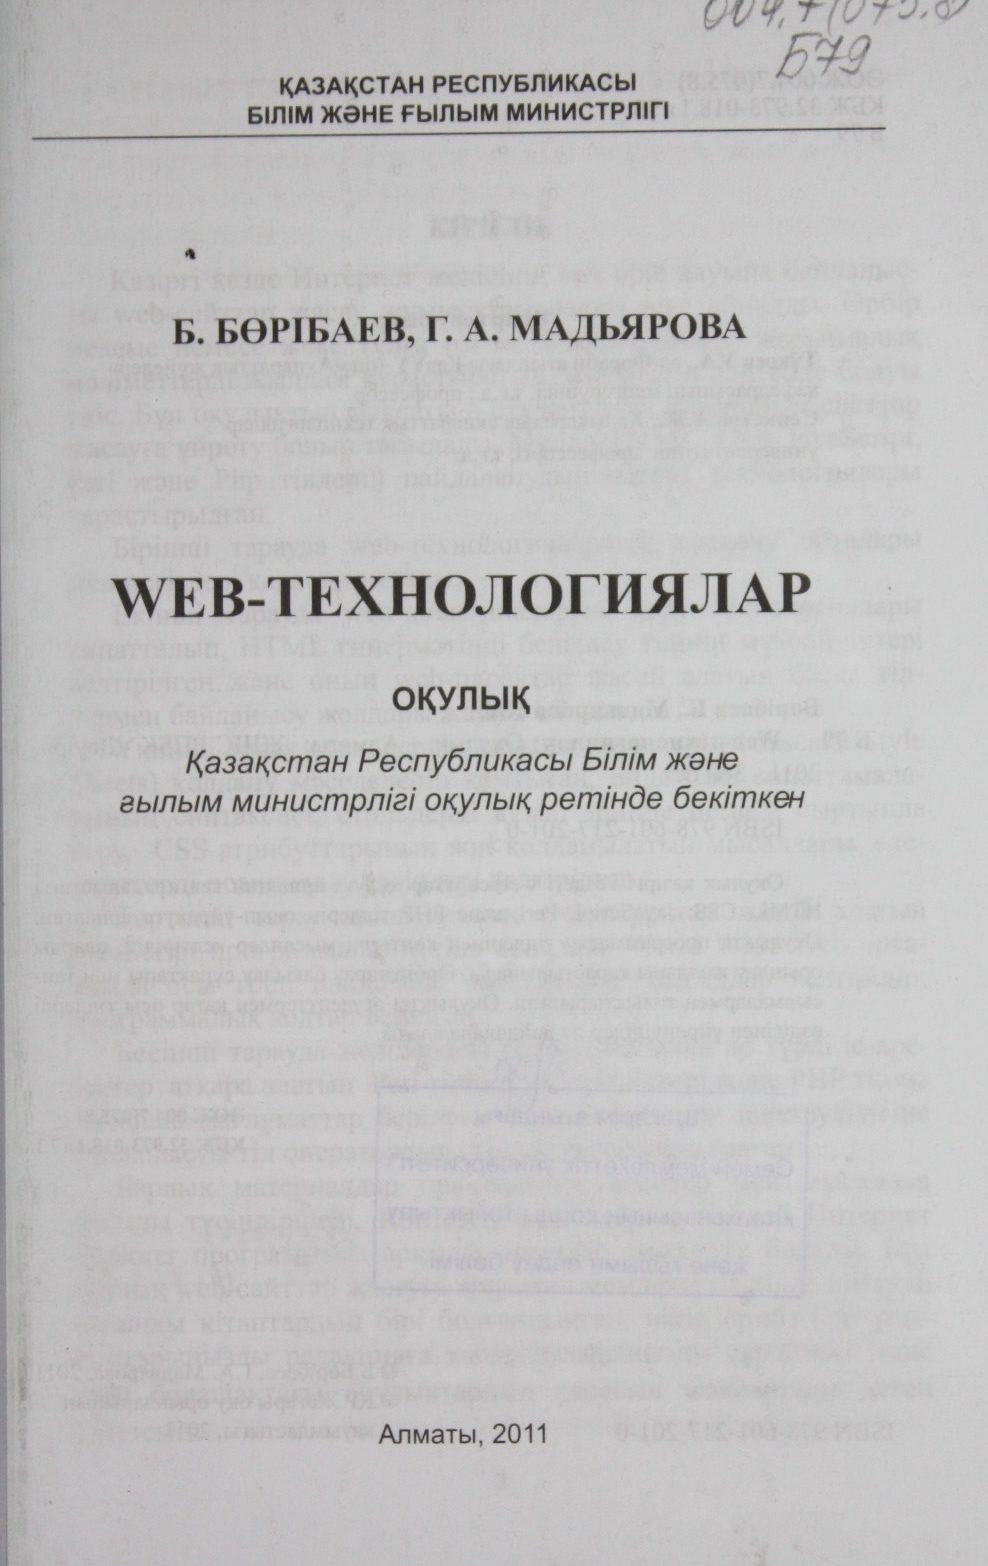 004.7(075.8)
Б79
ҚАЗАҚСТАН РЕСПУБЛИКАСЫ
БІЛІМ ЖӘНЕ ҒЫЛЫМ МИНИСТРЛІГІ
Б. БӨРІБАЕВ, Г. А. МАДЬЯРОВА
WEB-ТЕХНОЛОГИЯЛАР
ОҚУЛЫҚ
Қазақстан Республикасы Білім және
ғылым министрлігі оқулық ретінде бекіткен
Алматы, 2011